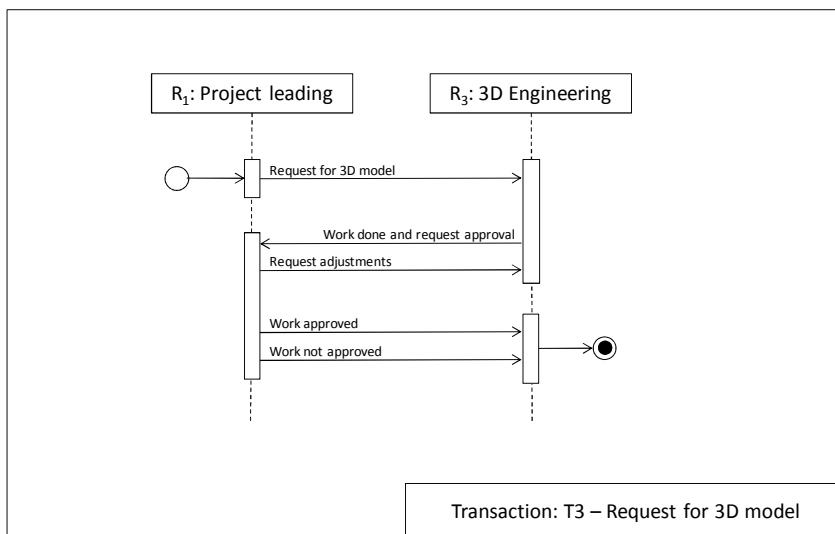 R₁: Project leading
R₃: 3D Engineering
Request for 3D model
Work done and request approval
Request adjustments
Work approved
Work not approved
Transaction: T3 – Request for 3D model